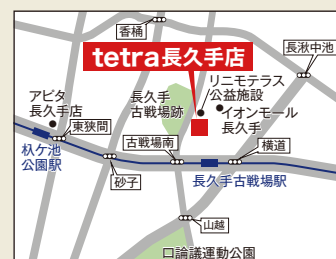 香桶
tetra長久手店
長湫中池
リニモテラス
公益施設
アピタ
長久手店
長久手
古戦場跡
イオンモール
長久手
東狭間
古戦場南
横道
杁ケ池
公園駅
砂子
長久手古戦場駅
山越
口論議運動公園